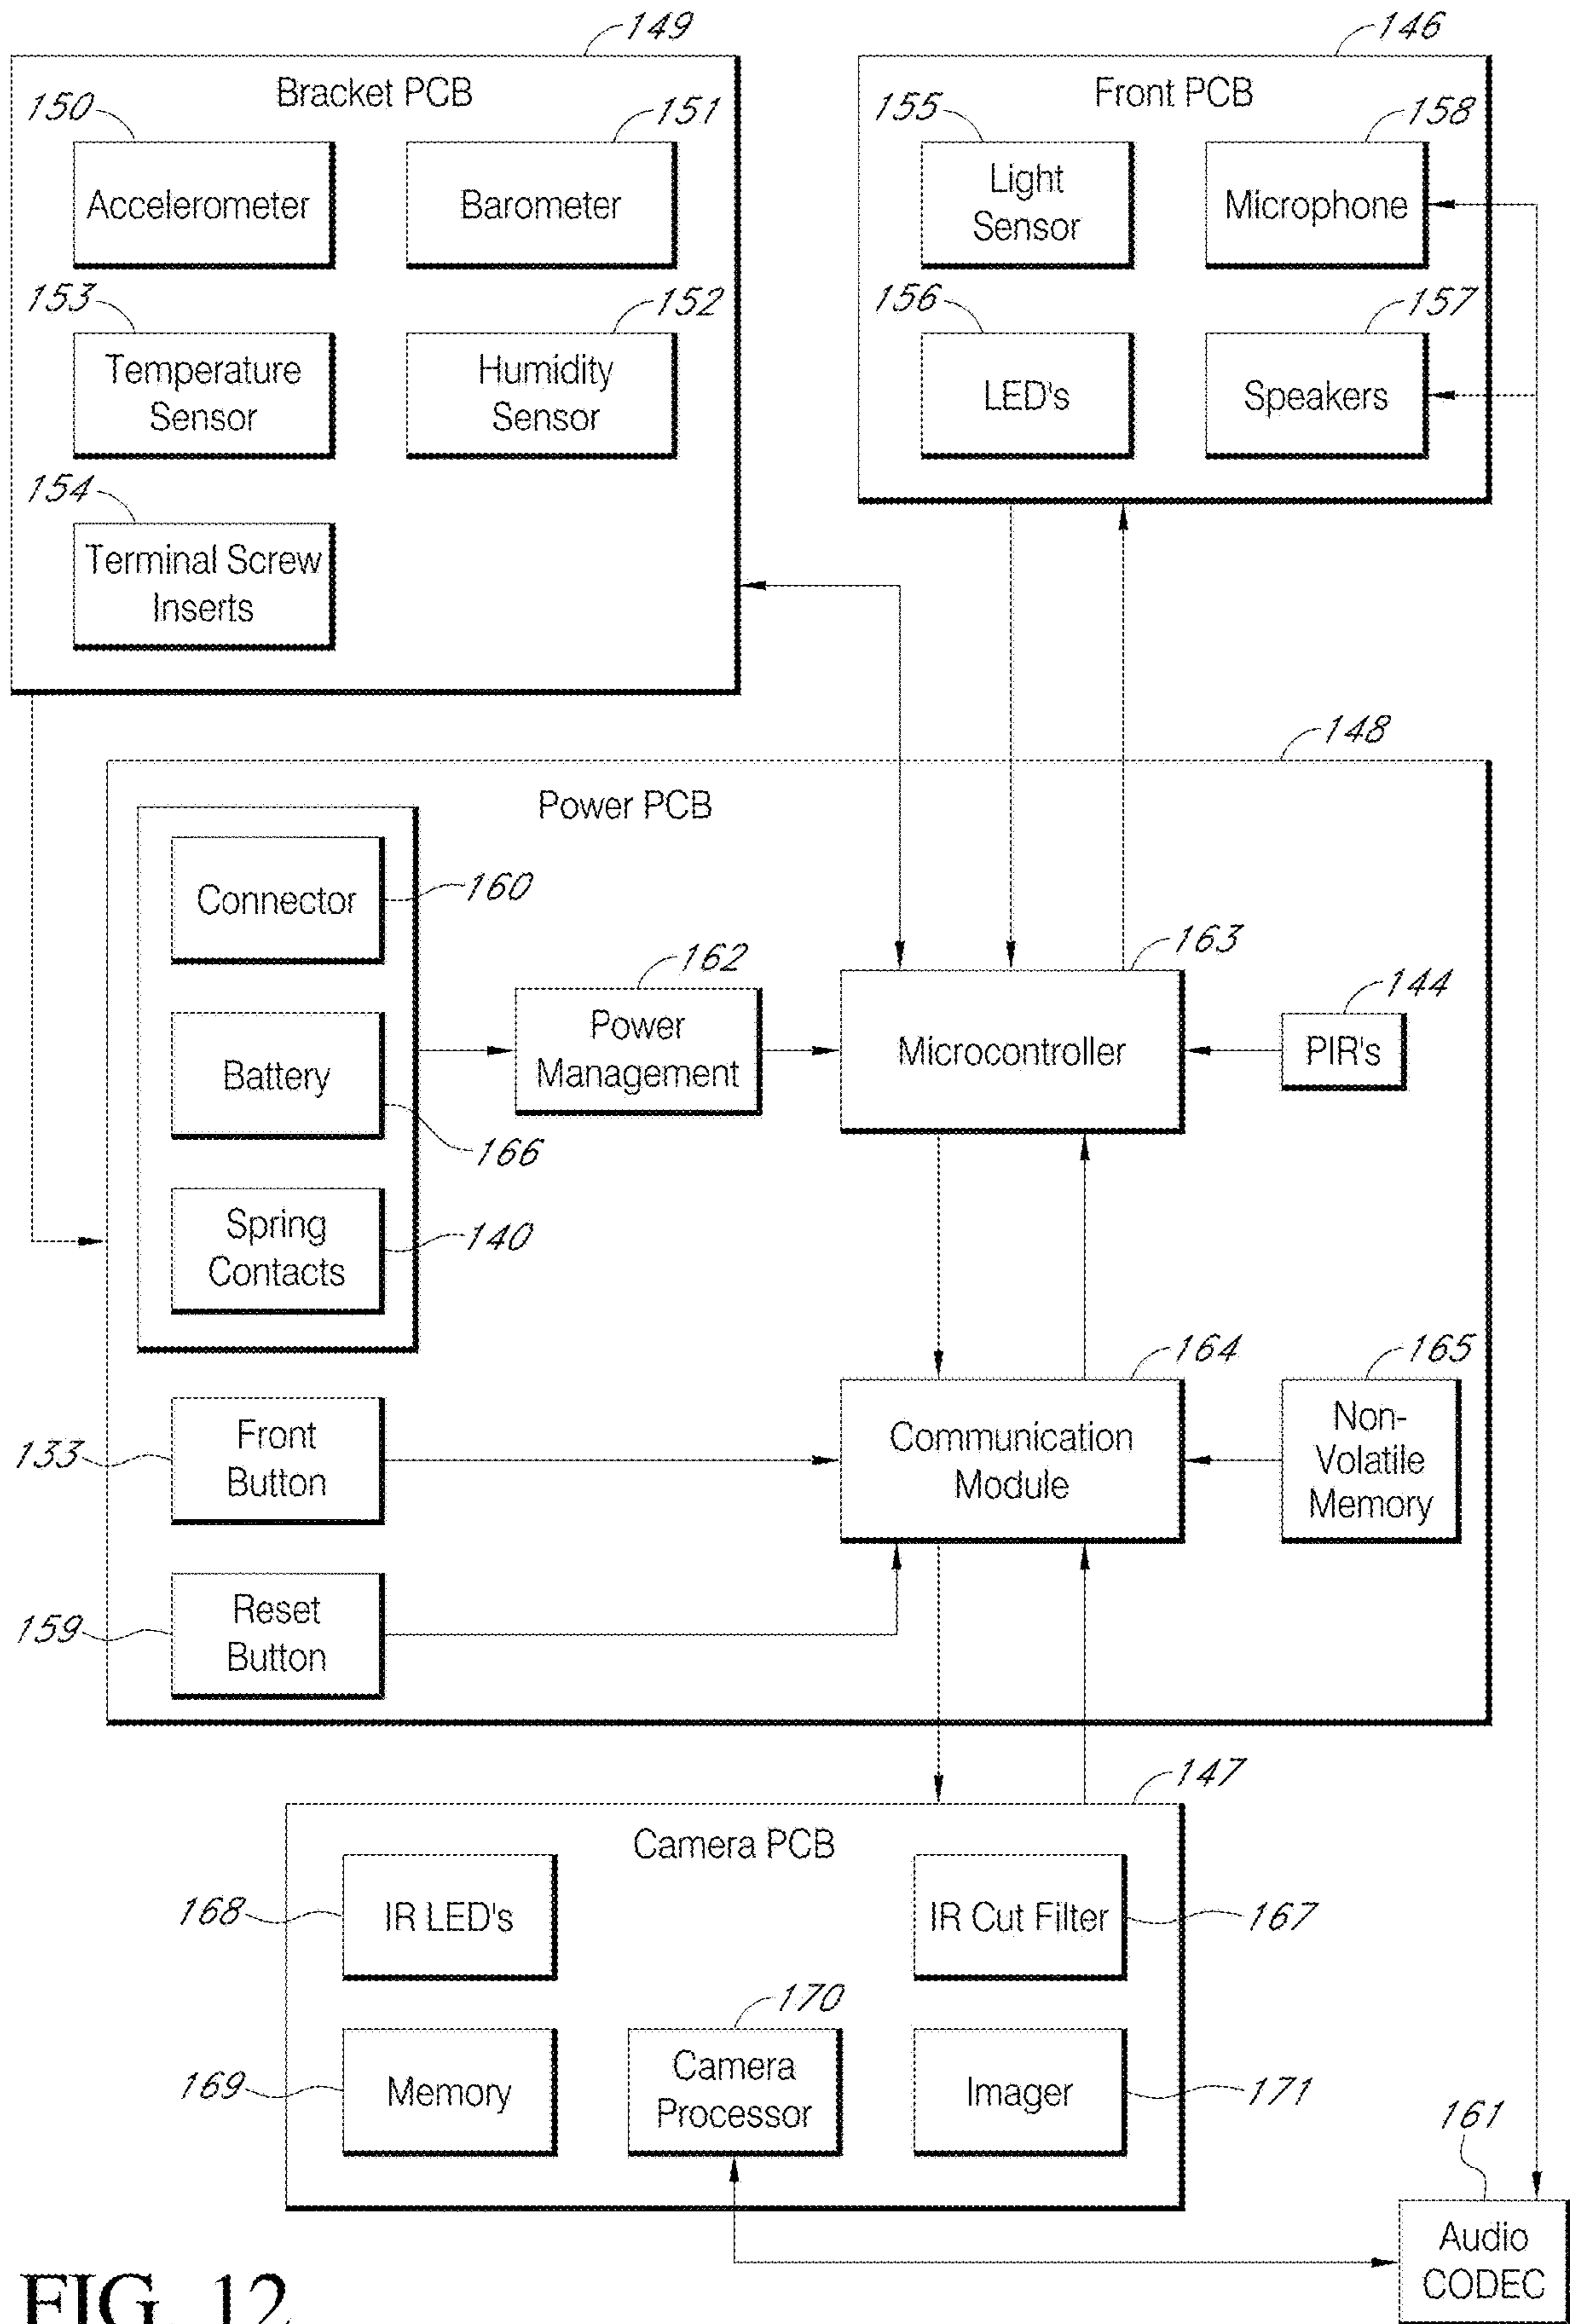 149
Bracket PCB
150
Accelerometer
151
Barometer
153
Temperature
Sensor
152
Humidity
Sensor
154
Terminal Screw
Inserts
146
Front PCB
155
Light
Sensor
158
Microphone
156
LED's
157
Speakers
148
Power PCB
Connector
160
Battery
166
Spring
Contacts
140
162
Power
Management
163
Microcontroller
144
PIR's
133
Front
Button
164
Communication
Module
165
Non-
Volatile
Memory
159
Reset
Button
147
Camera PCB
168
IR LED's
IR Cut Filter
167
169
Memory
170
Camera
Processor
Imager
171
161
Audio
CODEC
FIG. 12